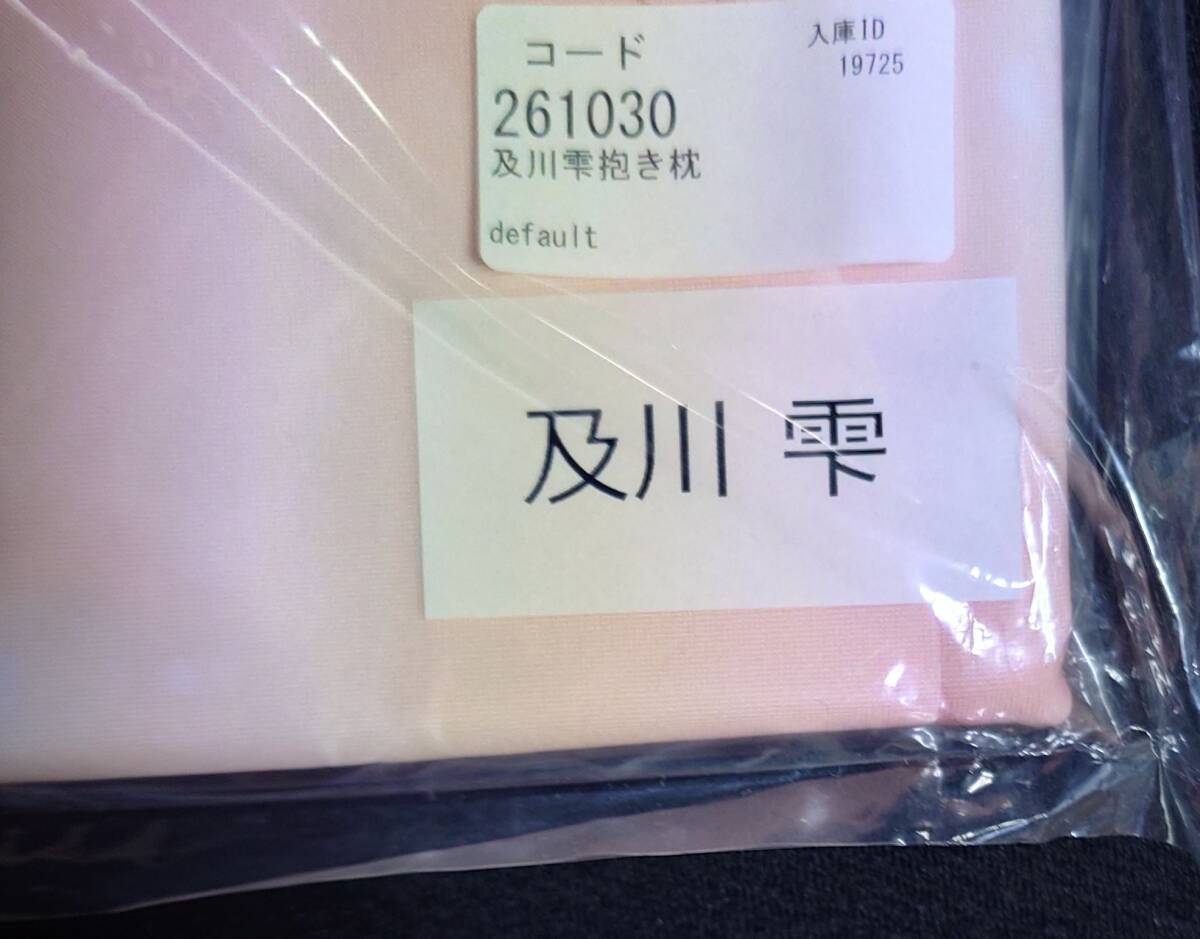 コード
入庫ID
19725
261030
及川雫抱き枕
default
及川 雫